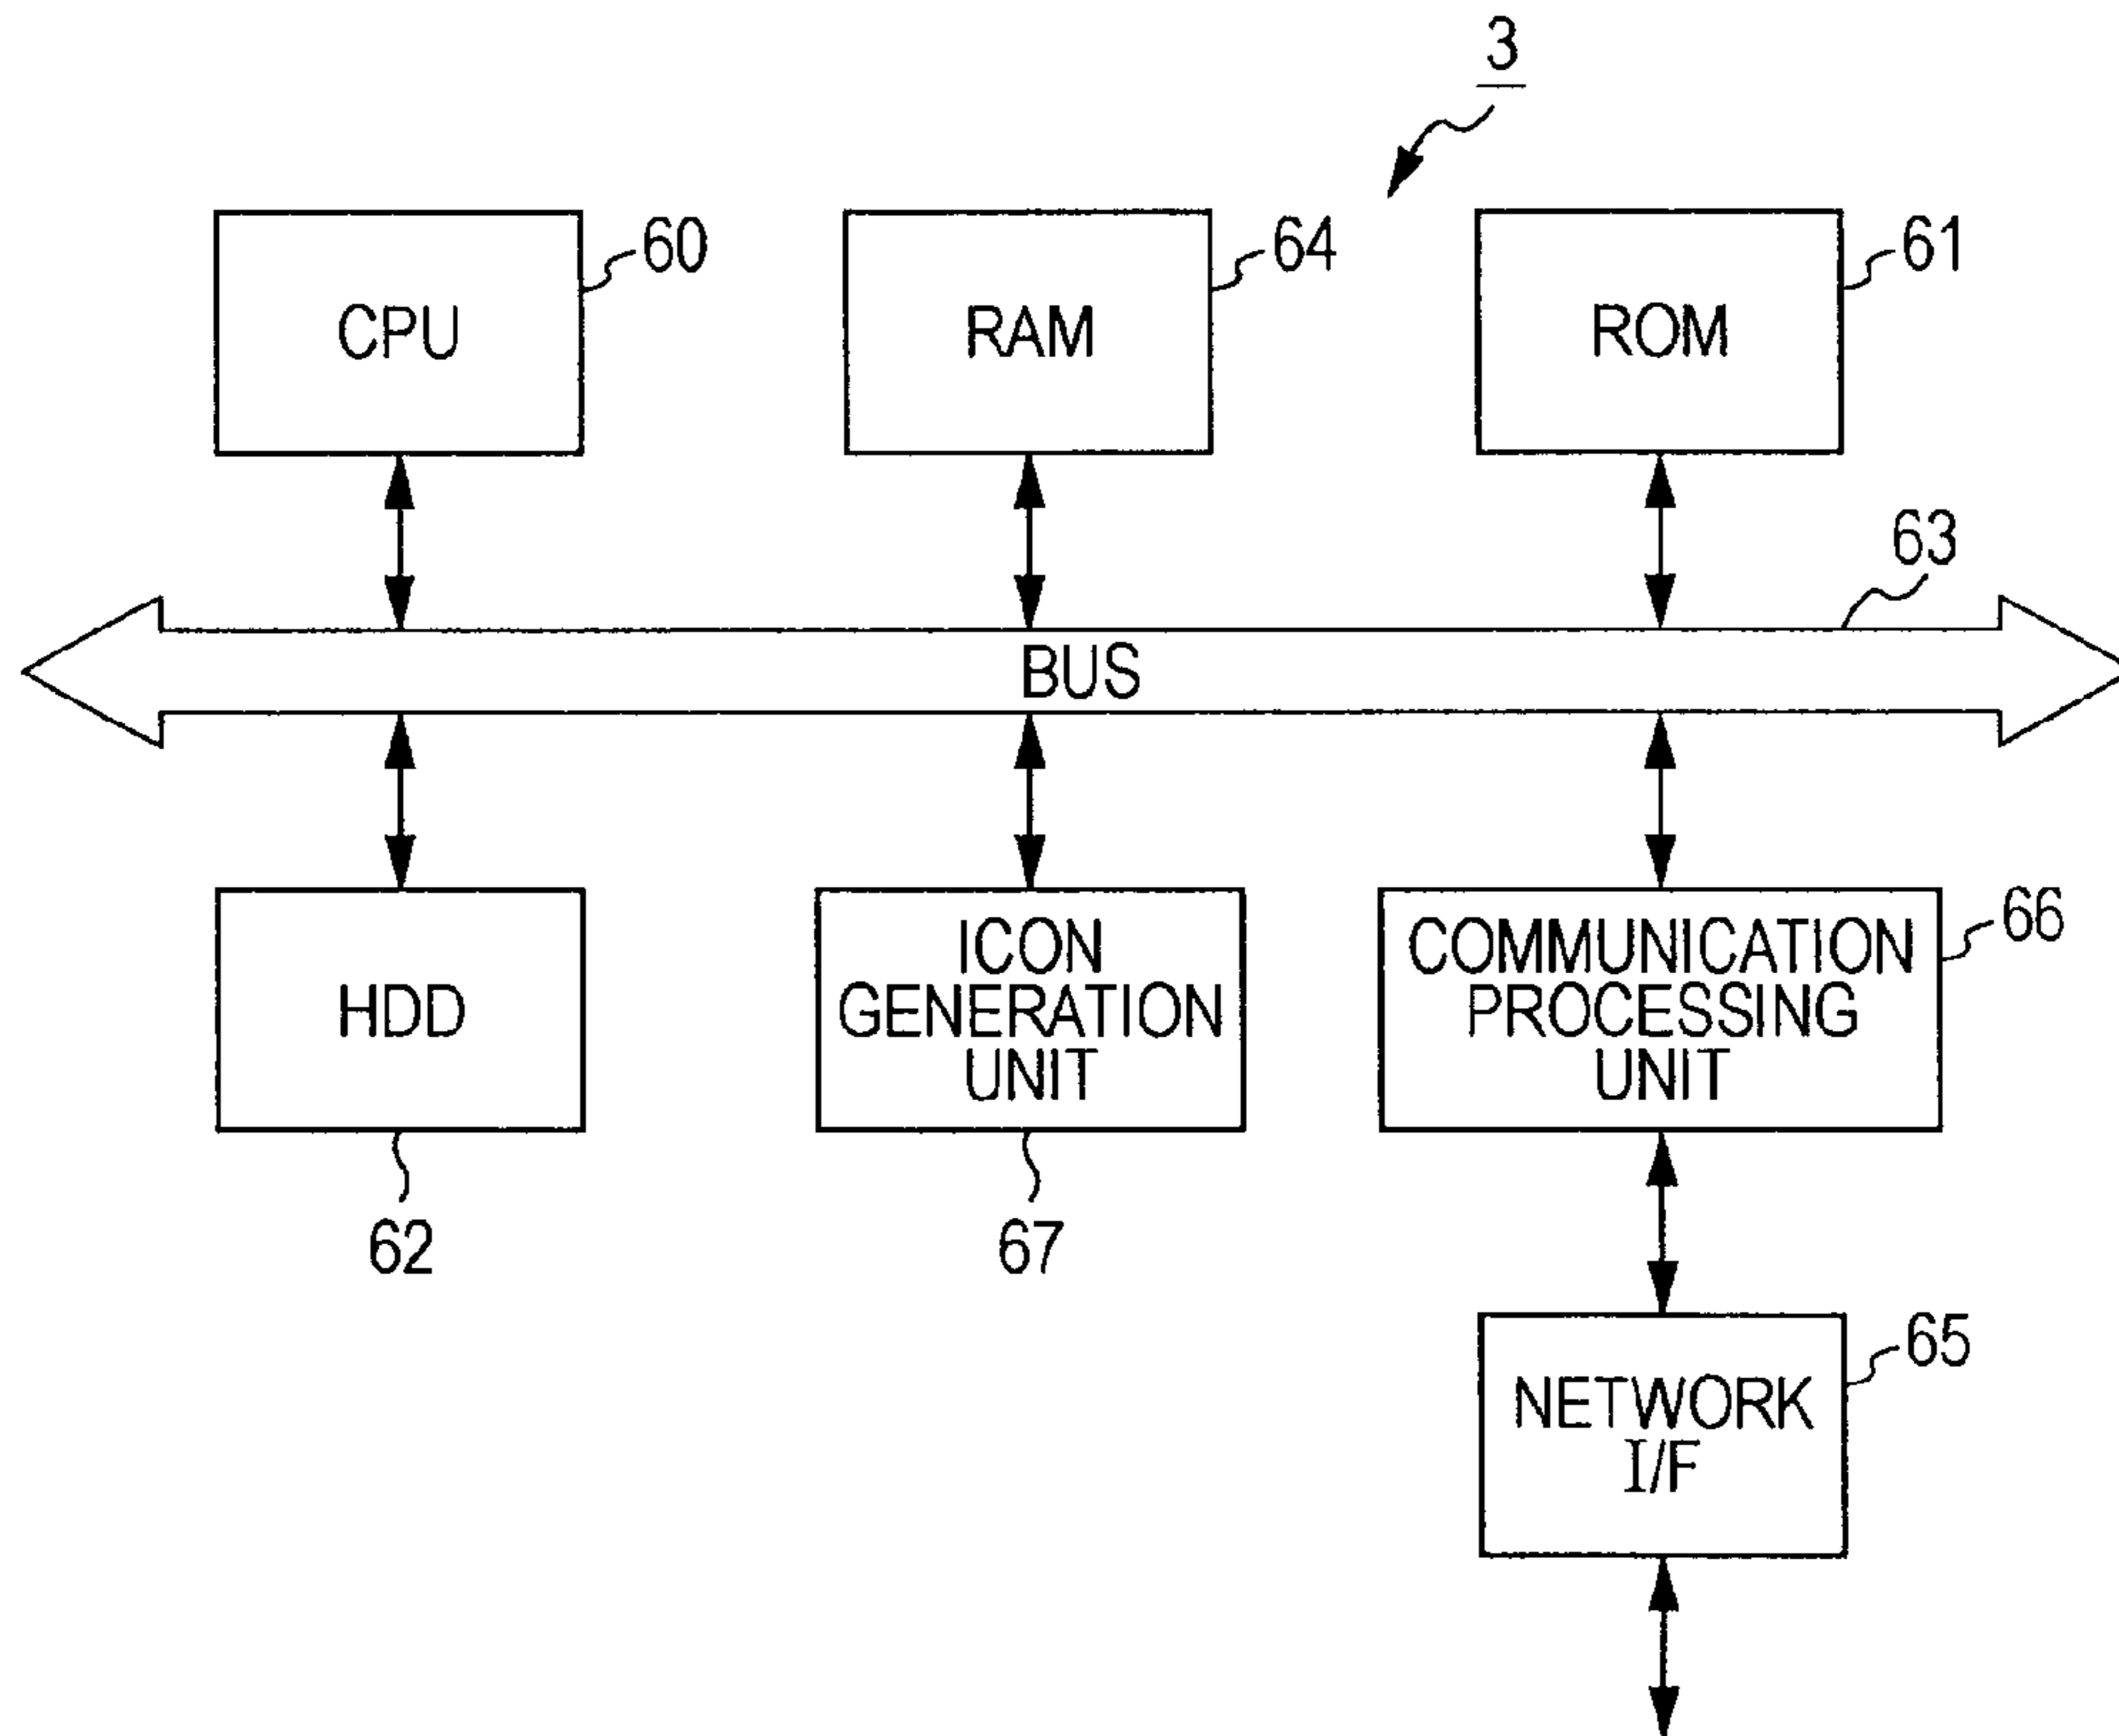 3
60
64
61
CPU
RAM
ROM
63
BUS
HDD
ICON
GENERATION
UNIT
COMMUNICATION
PROCESSING
UNIT
66
62
67
65
NETWORK
I/F